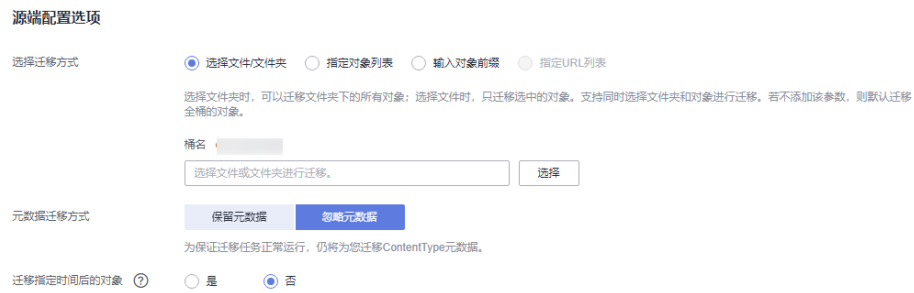 源端配置选项
选择迁移方式 选择文件/文件夹 指定对象列表 输入对象前缀 指定URL列表
选择文件夹时，可以迁移文件夹下的所有对象；选择文件时，只迁移选中的对象。支持同时选择文件夹和对象进行迁移。若不添加该参数，则默认迁移
全桶的对象。
桶名
选择文件或文件夹进行迁移。 选择
元数据迁移方式 保留元数据 忽略元数据
为保证迁移任务正常运行，仍将为您迁移ContentType元数据。
迁移指定时间后的对象 ? 是 否